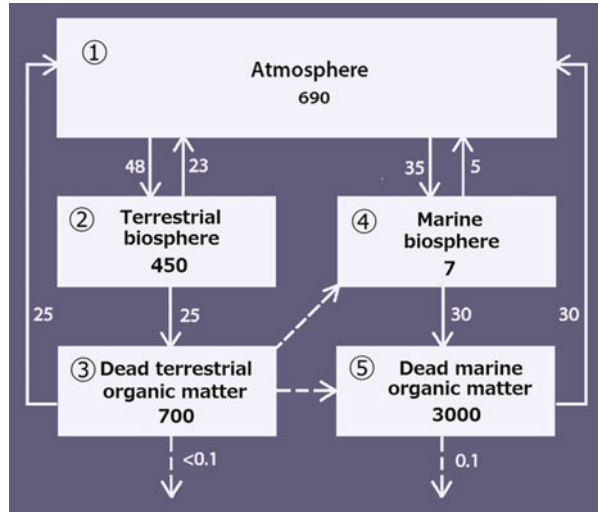 ①
Atmosphere
690
48
23
35
5
②
Terrestrial
biosphere
450
④
Marine
biosphere
7
25
25
30
30
③
Dead terrestrial
organic matter
700
⑤
Dead marine
organic matter
3000
<0.1
0.1